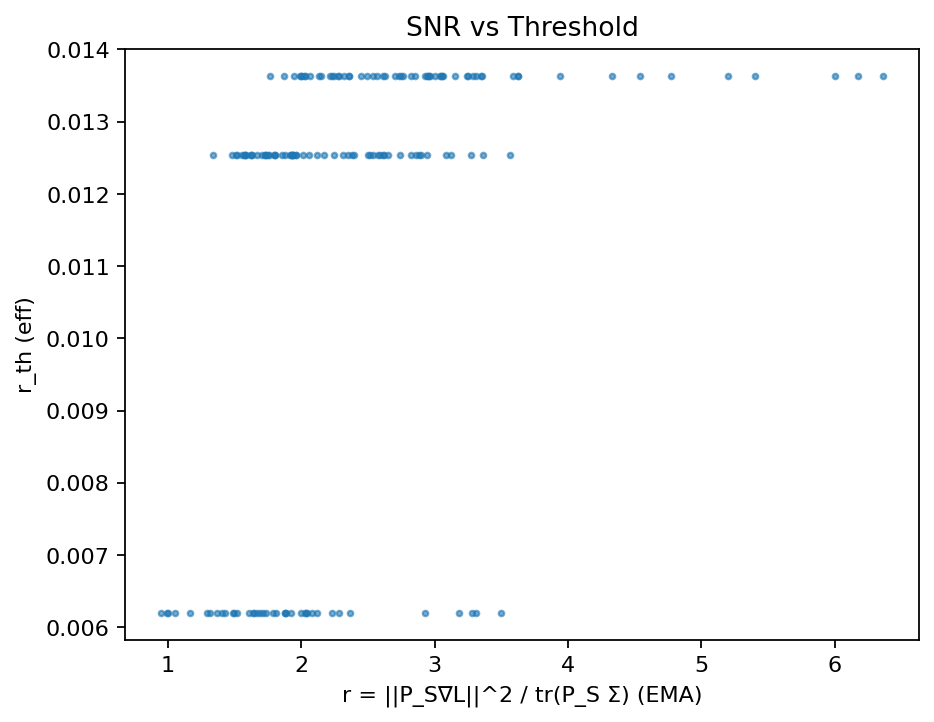 SNR vs Threshold
0.014
0.013
0.012
0.011
0.010
0.009
0.008
0.007
0.006
r_th (eff)
1 2 3 4 5 6
r = ||P_S∇L||^2 / tr(P_S Σ) (EMA)